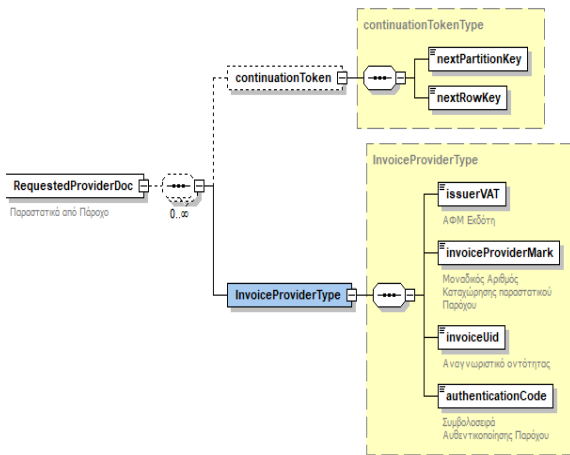 continuationTokenType
nextPartitionKey
continuationToken
nextRowKey
InvoiceProviderType
issuerVAT
ΑΦΜ Εκδότη
RequestedProviderDoc
Παραστατικά από Πάροχο
0..∞
invoiceProviderMark
Μοναδικός Αριθμός
Καταχώρησης παραστατικού
Παρόχου
InvoiceProviderType
invoiceUid
Αναγνωριστικό οντότητας
authenticationCode
Συμβολοσειρά
Αυθεντικοποίησης Παρόχου